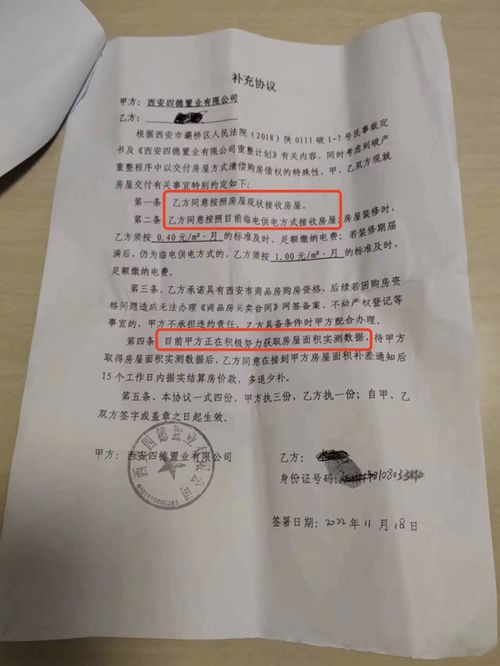 补充协议
甲方：西安四德置业有限公司
乙方：
根据西安市灞桥区人民法院（2018）陕0111破1-7号民事裁定
书及《西安四德置业有限公司重整计划》有关内容，同时考虑到破产
重整程序中以交付房屋方式清偿购房债权的特殊性，甲、乙双方现就
房屋交付有关事宜特别约定如下：
第一条、乙方同意按照房屋现状接收房屋。
第二条、乙方同意按照目前临电供电方式接收房屋；房屋装修时，
乙方须按 0.40元/m²·月 的标准及时、足额缴纳电费；若装修期届
满后，仍为临电供电方式的，乙方须按 1.00元/m²·月 的标准及时、
足额缴纳电费。
第三条、乙方承诺具有西安市商品房购房资格，后续若因购房资
格问题造成无法办理《商品房买卖合同》网签备案、不动产权登记等
事宜的，甲方不承担违约责任，乙方具备条件时甲方配合办理。
第四条、目前甲方正在积极努力获取房屋面积实测数据，待甲方
取得房屋面积实测数据后，乙方同意在接到甲方房屋面积补差通知后
15个工作日内据实结算房价款，多退少补。
第五条、本协议一式四份，甲方执三份，乙方执一份；自甲、乙
双方签字或盖章之日起生效。
甲方：西安四德置业有限公司
乙方：
身份证号码：
签署日期：2022年11月18日
西安四德置业有限公司